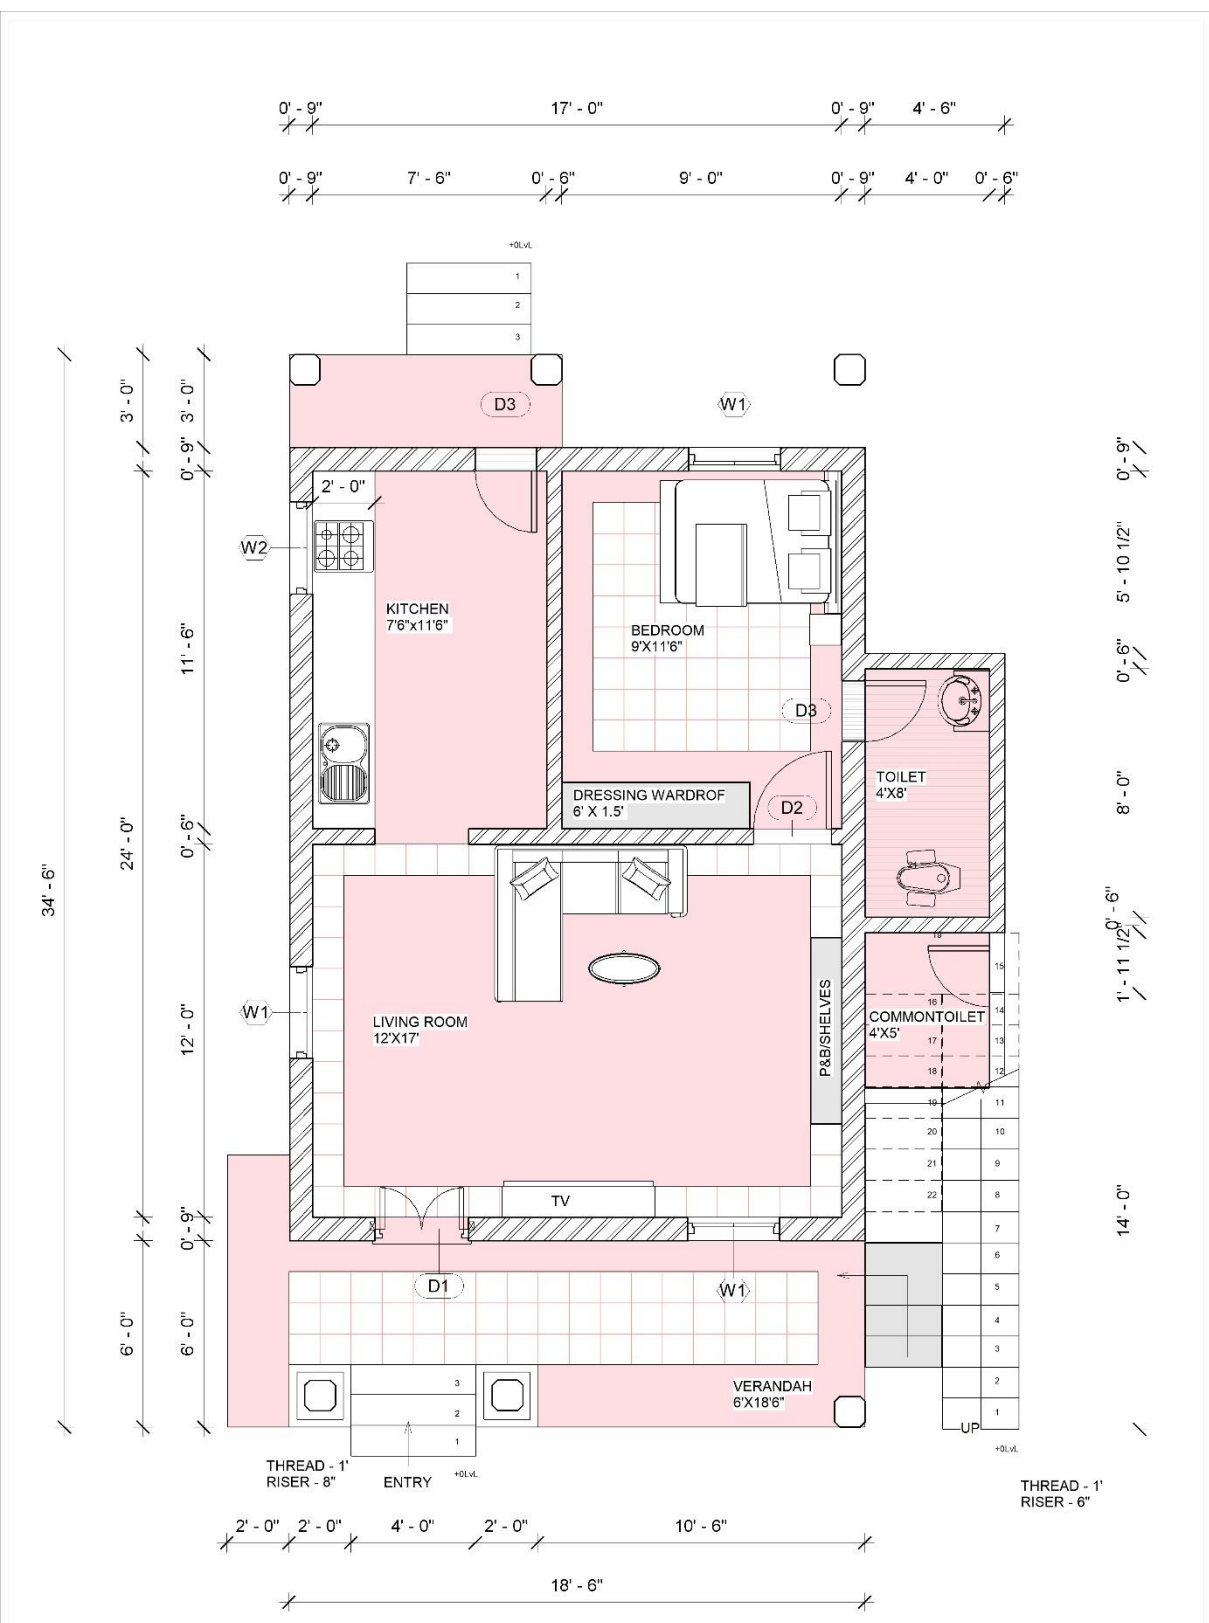 0' - 9" 17' - 0" 0' - 9" 4' - 6"
0' - 9" 7' - 6" 0' - 6" 9' - 0" 0' - 9" 4' - 0" 0' - 6"
+0LvL
1
2
3
D3
W1
3' - 0" 3' - 0"
0' - 9" 0' - 9"
2' - 0"
W2
5' - 10 1/2"
KITCHEN
7'6"x11'6"
BEDROOM
9'X11'6"
11' - 6"
0' - 6"
D3
TOILET
4'X8'
DRESSING WARDROF
6' X 1.5'
D2
8' - 0"
34' - 6" 24' - 0" 0' - 6"
0' - 6"
1' - 11 1/2"
19
15
W1
LIVING ROOM
12'X17'
P&B/SHELVES
16
COMMONTOILET
4'X5'
14
17 13
18 12
12' - 0"
19 11
20 10
21 9
22 8
TV
7
0' - 9"
14' - 0"
6
D1
W1
5
4
3
6' - 0" 6' - 0"
VERANDAH
6'X18'6"
3
2
1
2
1
UP
+0LvL
THREAD - 1'
RISER - 8"
ENTRY
+0LvL
THREAD - 1'
RISER - 6"
2' - 0" 2' - 0" 4' - 0" 2' - 0" 10' - 6"
18' - 6"